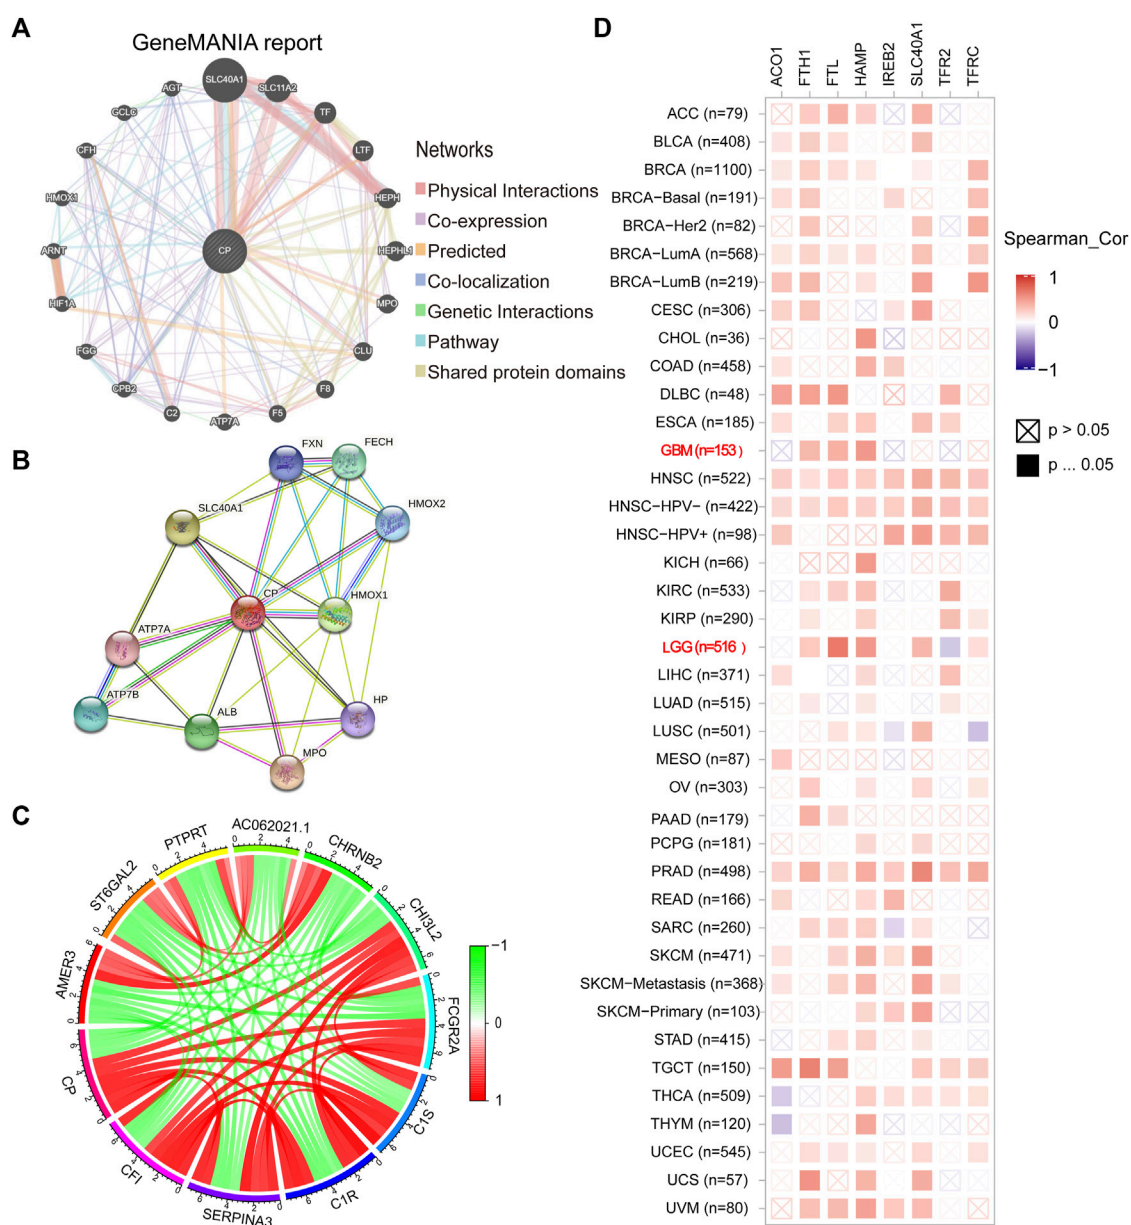 A
GeneMANIA report
SLC40A1
SLC11A2
TF
LTF
HEPH
HEPHL1
MPO
CLU
F8
F5
ATP7A
C2
CPB2
FGG
HIF1A
ARNT
HMOX1
CFH
GCLC
AGT
CP
Networks
Physical Interactions
Co-expression
Predicted
Co-localization
Genetic Interactions
Pathway
Shared protein domains
B
FXN
FECH
SLC40A1
HMOX2
CP
HMOX1
ATP7A
ATP7B
ALB
HP
MPO
C
AC062021.1
CHRNB2
CHI3L2
FCGR2A
C1S
C1R
SERPINA3
CFI
CP
AMER3
ST6GAL2
PTPRT
-1
0
1
D
ACO1
FTH1
FTL
HAMP
IREB2
SLC40A1
TFR2
TFRC
ACC (n=79)
BLCA (n=408)
BRCA (n=1100)
BRCA-Basal (n=191)
BRCA-Her2 (n=82)
BRCA-LumA (n=568)
BRCA-LumB (n=219)
CESC (n=306)
CHOL (n=36)
COAD (n=458)
DLBC (n=48)
ESCA (n=185)
GBM (n=153)
HNSC (n=522)
HNSC-HPV- (n=422)
HNSC-HPV+ (n=98)
KICH (n=66)
KIRC (n=533)
KIRP (n=290)
LGG (n=516)
LIHC (n=371)
LUAD (n=515)
LUSC (n=501)
MESO (n=87)
OV (n=303)
PAAD (n=179)
PCPG (n=181)
PRAD (n=498)
READ (n=166)
SARC (n=260)
SKCM (n=471)
SKCM-Metastasis (n=368)
SKCM-Primary (n=103)
STAD (n=415)
TGCT (n=150)
THCA (n=509)
THYM (n=120)
UCEC (n=545)
UCS (n=57)
UVM (n=80)
Spearman_Cor
1
0
-1
p > 0.05
p ... 0.05